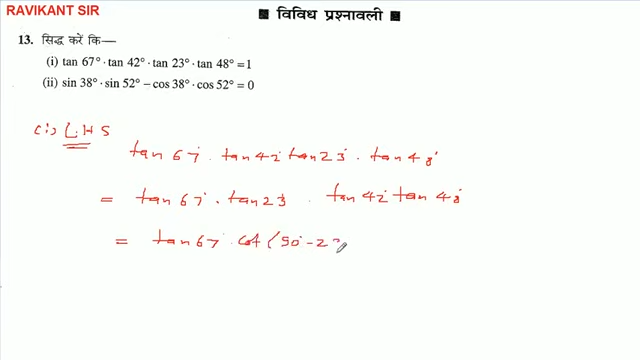 RAVIKANT SIR
■ विविध प्रश्नावली ■
13. सिद्ध करें कि—
(i) tan 67° · tan 42° · tan 23° · tan 48° = 1
(ii) sin 38° · sin 52° – cos 38° · cos 52° = 0
(i) L.H S
tan 67° · tan 42° tan 23° · tan 48°
= tan 67° · tan 23° · tan 42° tan 48°
= tan 67° · cot (90° - 23